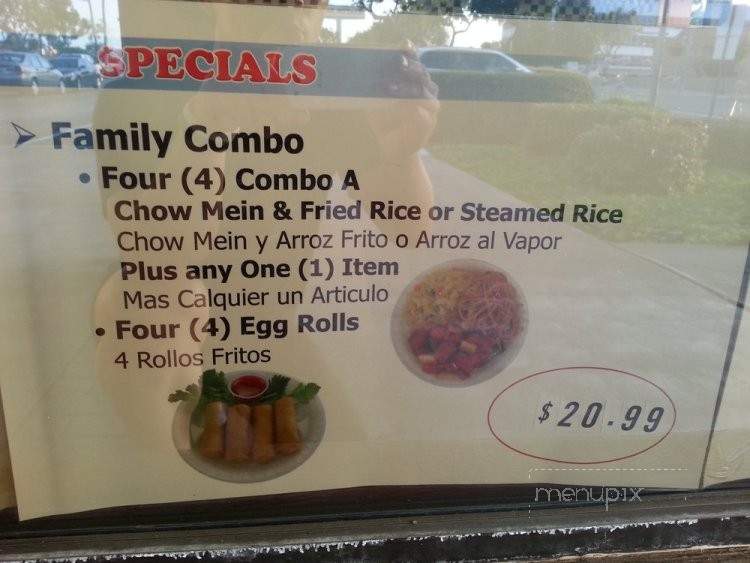 SPECIALS
Family Combo
Four (4) Combo A
Chow Mein & Fried Rice or Steamed Rice
Chow Mein y Arroz Frito o Arroz al Vapor
Plus any One (1) Item
Mas Calquier un Articulo
Four (4) Egg Rolls
4 Rollos Fritos
$20.99
menupix